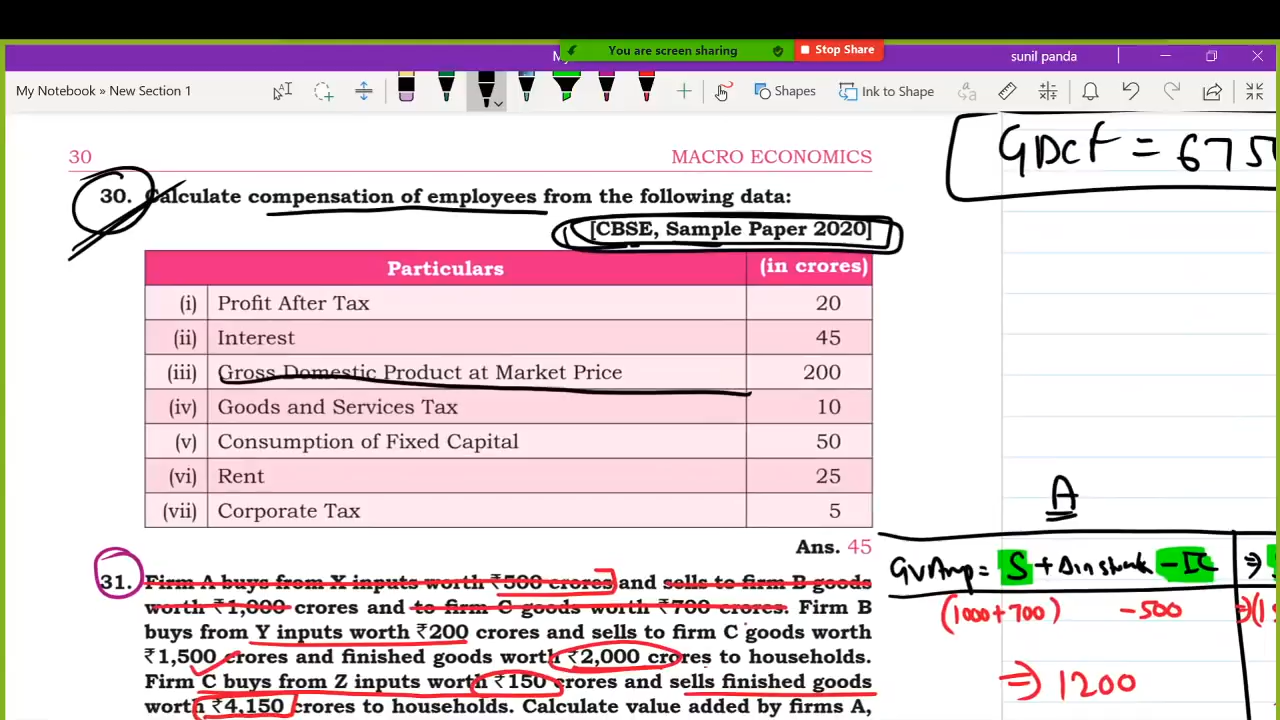 You are screen sharing
Stop Share
My
sunil panda
My Notebook » New Section 1
Shapes
Ink to Shape
30 MACRO ECONOMICS
GDCF = 675
30. Calculate compensation of employees from the following data:
[CBSE, Sample Paper 2020]
Particulars (in crores)
(i) Profit After Tax 20
(ii) Interest 45
(iii) Gross Domestic Product at Market Price 200
(iv) Goods and Services Tax 10
(v) Consumption of Fixed Capital 50
(vi) Rent 25
(vii) Corporate Tax 5
Ans. 45
31. Firm A buys from X inputs worth ₹500 crores and sells to firm B goods
worth ₹1,000 crores and to firm C goods worth ₹700 crores. Firm B
buys from Y inputs worth ₹200 crores and sells to firm C goods worth
₹1,500 crores and finished goods worth ₹2,000 crores to households.
Firm C buys from Z inputs worth ₹150 crores and sells finished goods
worth ₹4,150 crores to households. Calculate value added by firms A,
A
GVAmp = S + Δ in stock - IC ⇒
(1000+700) -500 ⇒(1
⇒ 1200